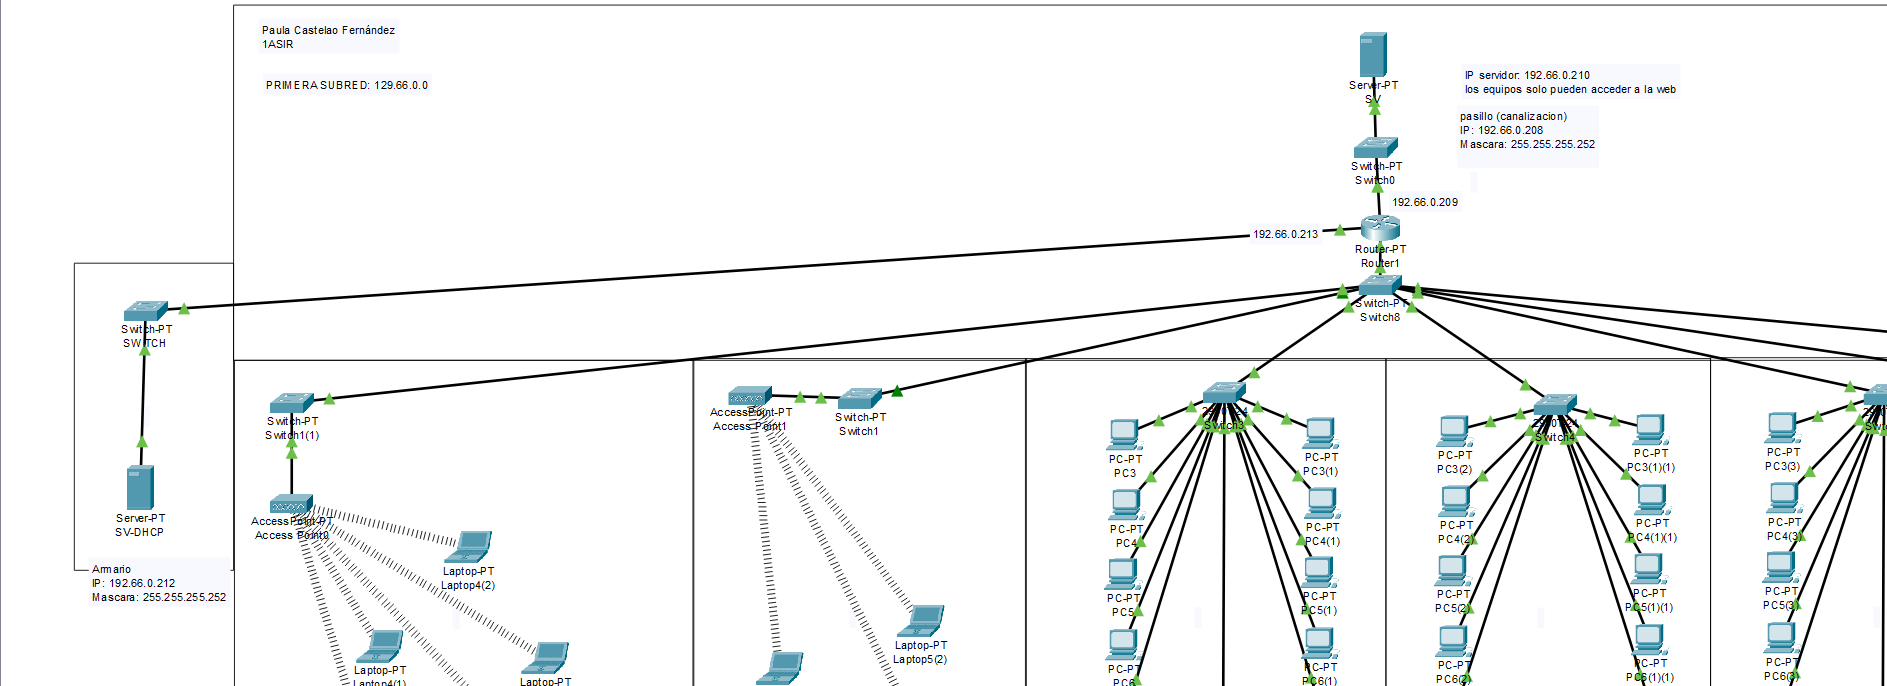 Paula Castelao Fernández
1ASIR
PRIMERA SUBRED: 129.66.0.0
Server-PT
SV
IP servidor: 192.66.0.210
los equipos solo pueden acceder a la web
pasillo (canalizacion)
IP: 192.66.0.208
Mascara: 255.255.255.252
Switch-PT
Switch0
192.66.0.209
192.66.0.213
Router-PT
Router1
Switch-PT
Switch8
Switch-PT
SWITCH
Server-PT
SV-DHCP
Armario
IP: 192.66.0.212
Mascara: 255.255.255.252
Switch-PT
Switch1(1)
AccessPoint-PT
Access Point0
Laptop-PT
Laptop4(2)
Laptop-PT
Laptop4(1)
Laptop-PT
AccessPoint-PT
Access Point1
Switch-PT
Switch1
Laptop-PT
Laptop5(2)
Switch3
PC-PT
PC3
PC-PT
PC3(1)
PC-PT
PC4
PC-PT
PC4(1)
PC-PT
PC5
PC-PT
PC5(1)
PC-PT
PC6
PC-PT
PC6(1)
Switch4
PC-PT
PC3(2)
PC-PT
PC3(1)(1)
PC-PT
PC4(2)
PC-PT
PC4(1)(1)
PC-PT
PC5(2)
PC-PT
PC5(1)(1)
PC-PT
PC6(2)
PC-PT
PC6(1)(1)
PC-PT
PC3(3)
PC-PT
PC4(3)
PC-PT
PC5(3)
PC-PT
PC6(3)